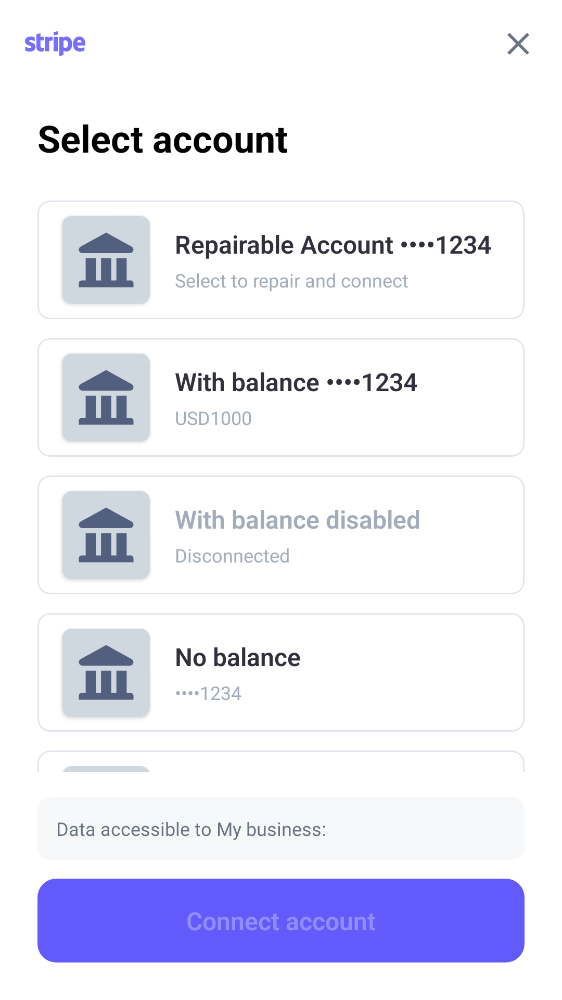 stripe
Select account
Repairable Account ••••1234
Select to repair and connect
With balance ••••1234
USD1000
With balance disabled
Disconnected
No balance
••••1234
Data accessible to My business:
Connect account